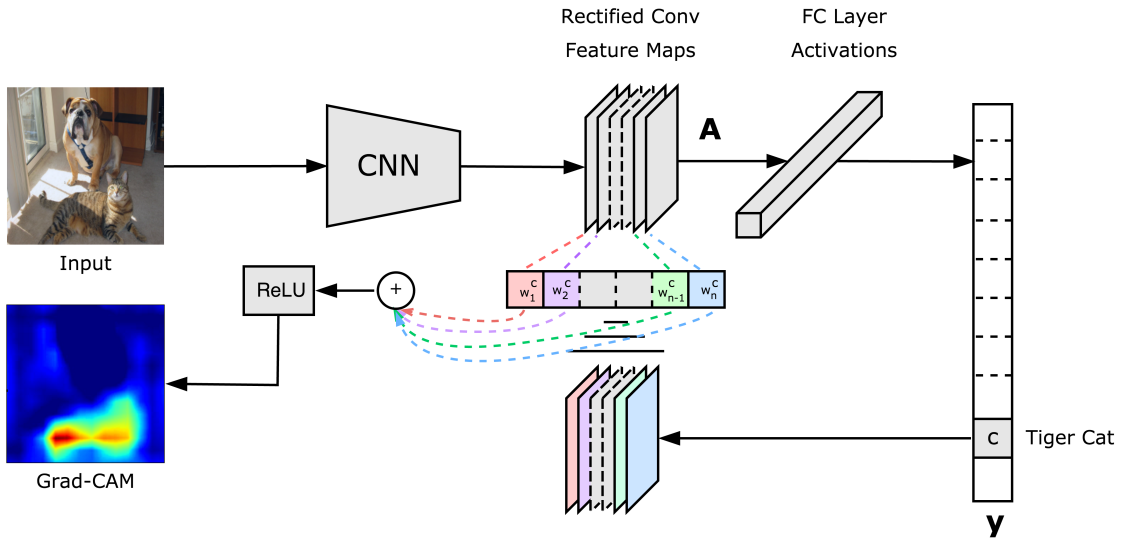 Rectified Conv
Feature Maps
FC Layer
Activations
A
CNN
Input
w₁ᶜ
w₂ᶜ
wₙ₋₁ᶜ
wₙᶜ
ReLU
+
c
Tiger Cat
Grad-CAM
y